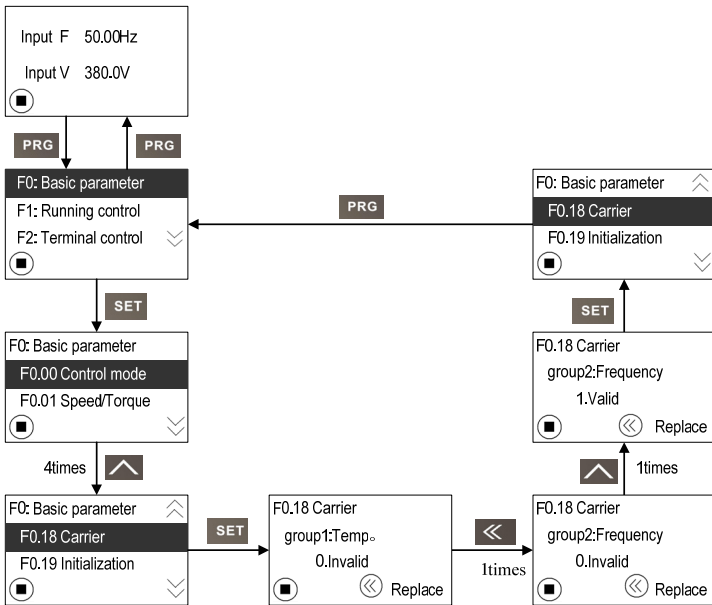 Input F 50.00Hz
Input V 380.0V
PRG
PRG
F0: Basic parameter
F1: Running control
F2: Terminal control
SET
F0: Basic parameter
F0.00 Control mode
F0.01 Speed/Torque
4times
F0: Basic parameter
F0.18 Carrier
F0.19 Initialization
SET
F0.18 Carrier
group1:Temp。
0.Invalid
Replace
1times
F0.18 Carrier
group2:Frequency
0.Invalid
Replace
1times
F0.18 Carrier
group2:Frequency
1.Valid
Replace
SET
F0: Basic parameter
F0.18 Carrier
F0.19 Initialization
PRG